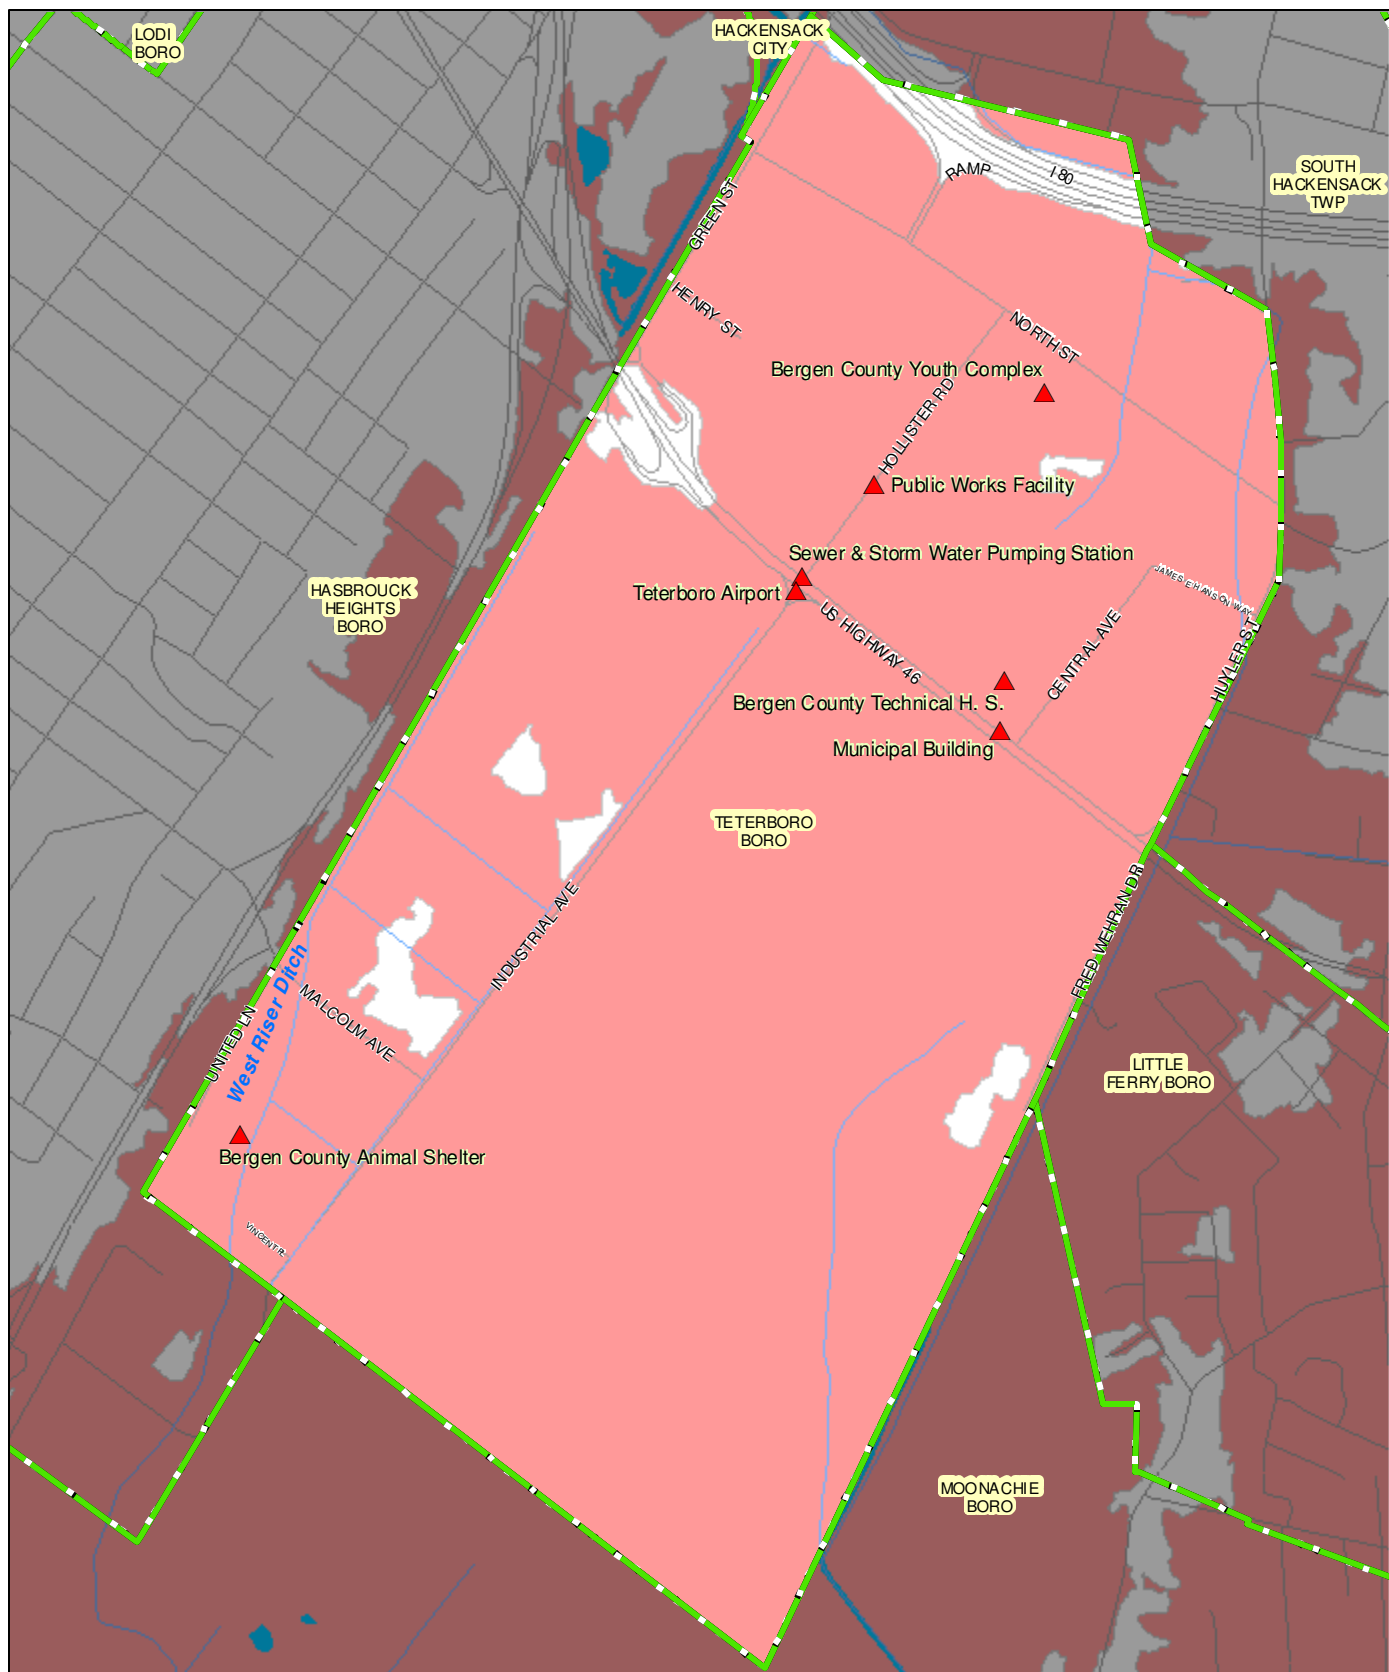 LODI
BORO
HACKENSACK
CITY
SOUTH
HACKENSACK
TWP
RAMP
I 80
GREEN ST
HENRY ST
NORTH ST
Bergen County Youth Complex
HOLLISTER RD
Public Works Facility
Sewer & Storm Water Pumping Station
Teterboro Airport
JAMES E HANSON WAY
HASBROUCK
HEIGHTS
BORO
US HIGHWAY 46
CENTRAL AVE
HUYLER ST
Bergen County Technical H. S.
Municipal Building
TETERBORO
BORO
INDUSTRIAL AVE
FRED WEHRAN DR
West Riser Ditch
MALCOLM AVE
UNITED LN
LITTLE
FERRY BORO
Bergen County Animal Shelter
VINCENT PL
MOONACHIE
BORO